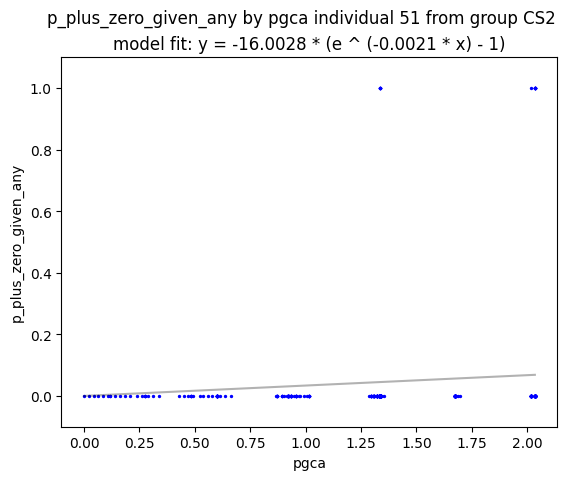 p_plus_zero_given_any by pgca individual 51 from group CS2
model fit: y = -16.0028 * (e ^ (-0.0021 * x) - 1)
1.0
0.8
0.6
0.4
0.2
0.0
p_plus_zero_given_any
0.00 0.25 0.50 0.75 1.00 1.25 1.50 1.75 2.00
pgca